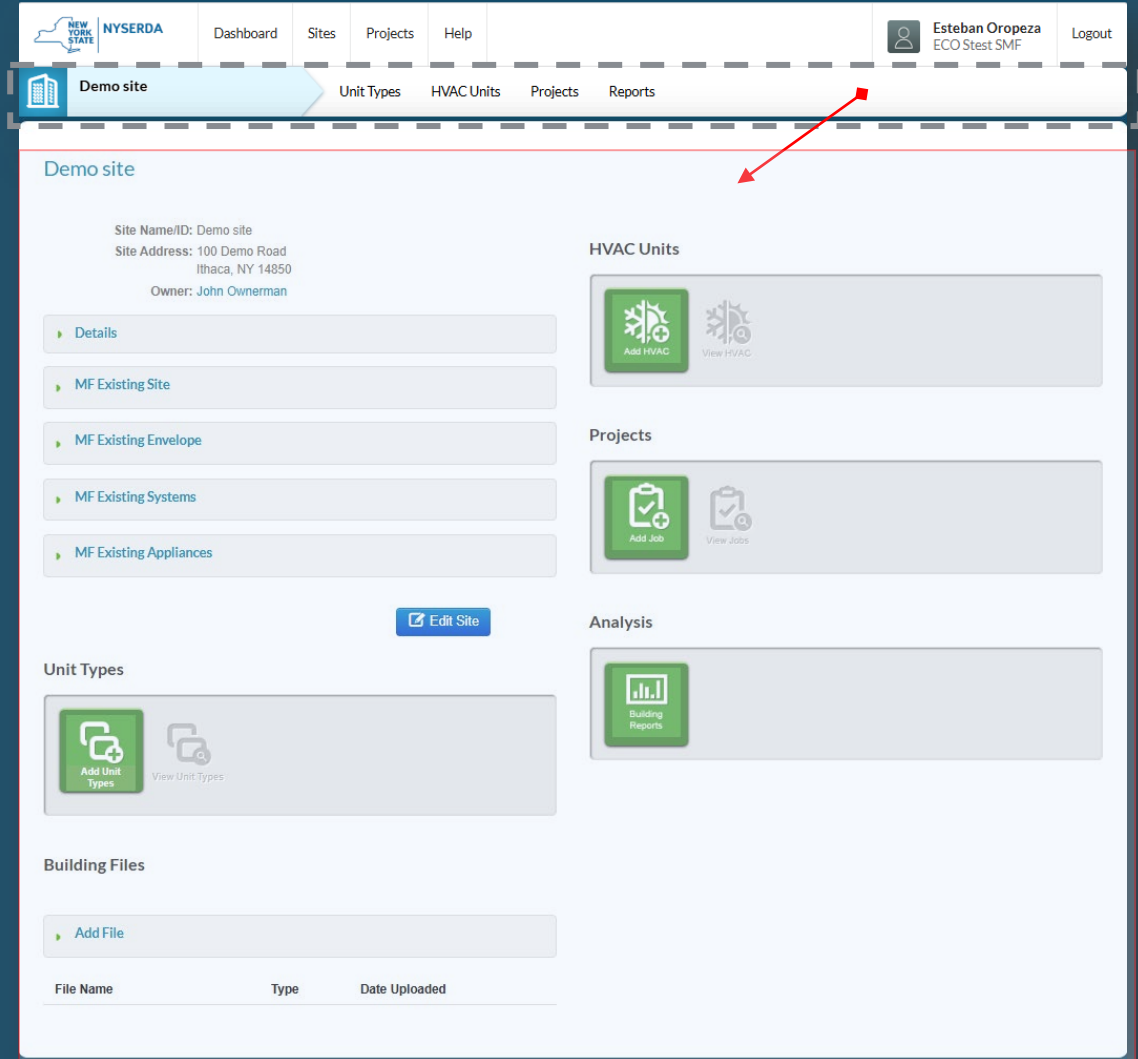 NEW
YORK
STATE
NYSERDA
Dashboard
Sites
Projects
Help
Esteban Oropeza
ECO Stest SMF
Logout
Demo site
Unit Types
HVAC Units
Projects
Reports
Demo site
Site Name/ID: Demo site
Site Address: 100 Demo Road
Ithaca, NY 14850
Owner: John Ownerman
Details
MF Existing Site
MF Existing Envelope
MF Existing Systems
MF Existing Appliances
Edit Site
Unit Types
Add Unit
Types
View Unit Types
Building Files
Add File
File Name Type Date Uploaded
HVAC Units
Add HVAC
View HVAC
Projects
Add Job
View Jobs
Analysis
Building
Reports